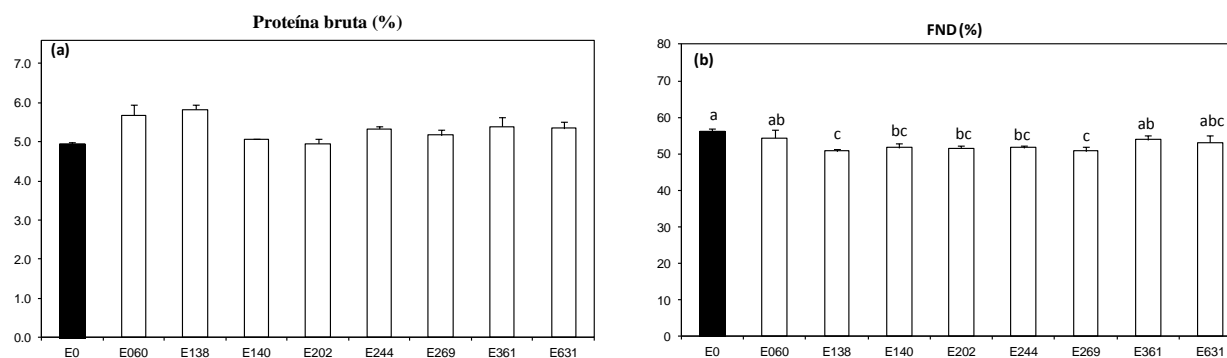 Proteína bruta (%)
(a)
7.0
6.0
5.0
4.0
3.0
2.0
1.0
0.0
E0 E060 E138 E140 E202 E244 E269 E361 E631
FND (%)
(b)
80
70
60
50
40
30
20
10
0
a ab c bc bc bc c ab abc
E0 E060 E138 E140 E202 E244 E269 E361 E631